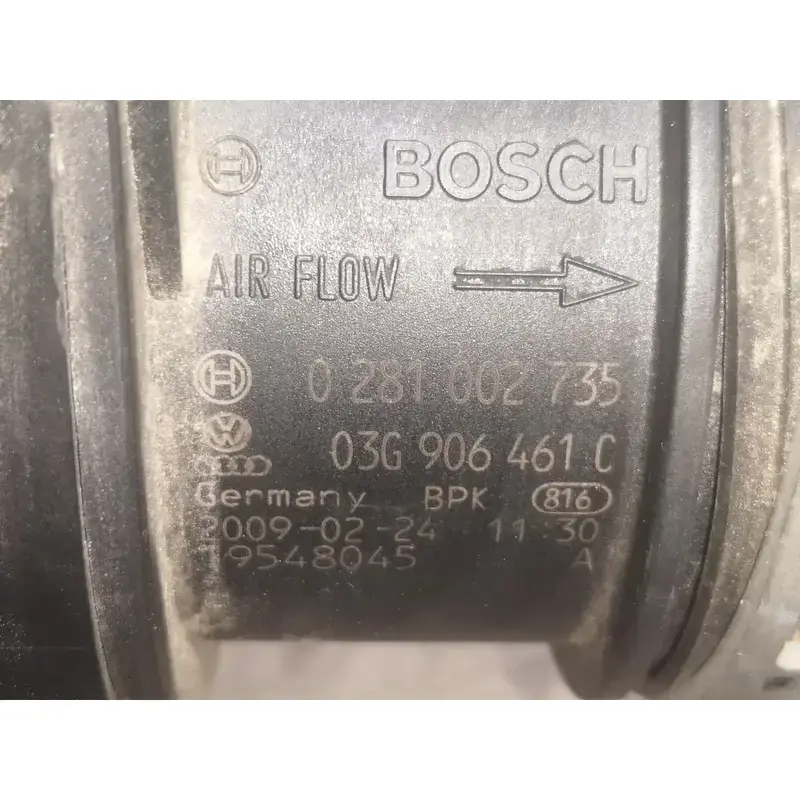 BOSCH
AIR FLOW
0 281 002 735
03G 906 461 C
Germany BPK 816
2009-02-24 11:30
19548045 A